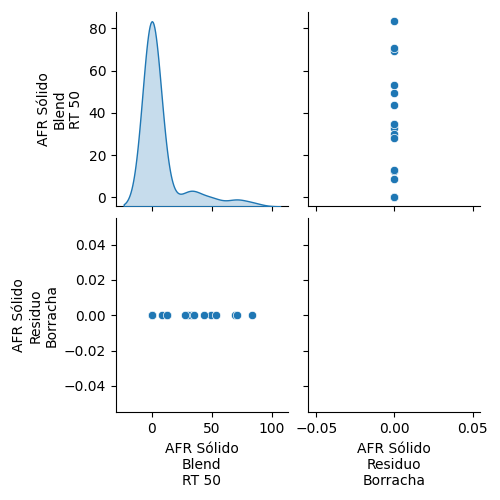 80
60
40
20
0
AFR Sólido
Blend
RT 50
0.04
0.02
0.00
−0.02
−0.04
AFR Sólido
Residuo
Borracha
0
50
100
AFR Sólido
Blend
RT 50
−0.05
0.00
0.05
AFR Sólido
Residuo
Borracha